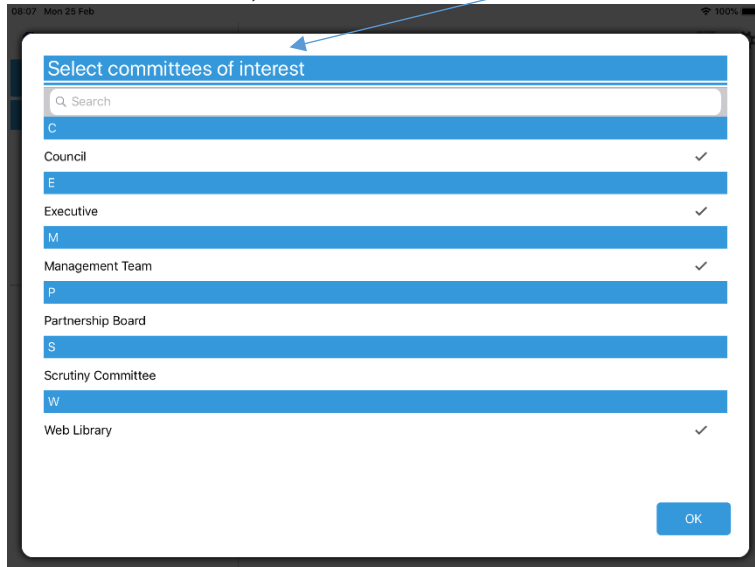 08:07 Mon 25 Feb 100%
Select committees of interest
Search
C
Council
E
Executive
M
Management Team
P
Partnership Board
S
Scrutiny Committee
W
Web Library
OK